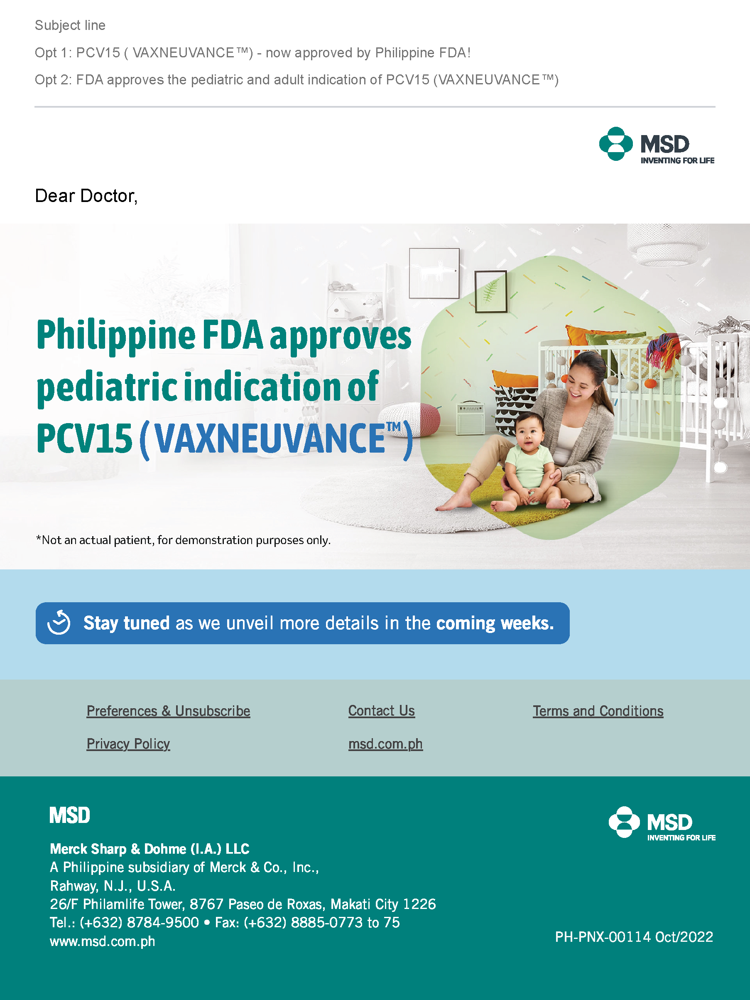 Subject line
Opt 1: PCV15 ( VAXNEUVANCE™) - now approved by Philippine FDA!
Opt 2: FDA approves the pediatric and adult indication of PCV15 (VAXNEUVANCE™)
MSD
INVENTING FOR LIFE
Dear Doctor,
Philippine FDA approves
pediatric indication of
PCV15 (VAXNEUVANCE™)
*Not an actual patient, for demonstration purposes only.
Stay tuned as we unveil more details in the coming weeks.
Preferences & Unsubscribe
Contact Us
Terms and Conditions
Privacy Policy
msd.com.ph
MSD
MSD
INVENTING FOR LIFE
Merck Sharp & Dohme (I.A.) LLC
A Philippine subsidiary of Merck & Co., Inc.,
Rahway, N.J., U.S.A.
26/F Philamlife Tower, 8767 Paseo de Roxas, Makati City 1226
Tel.: (+632) 8784-9500 • Fax: (+632) 8885-0773 to 75
www.msd.com.ph
PH-PNX-00114 Oct/2022